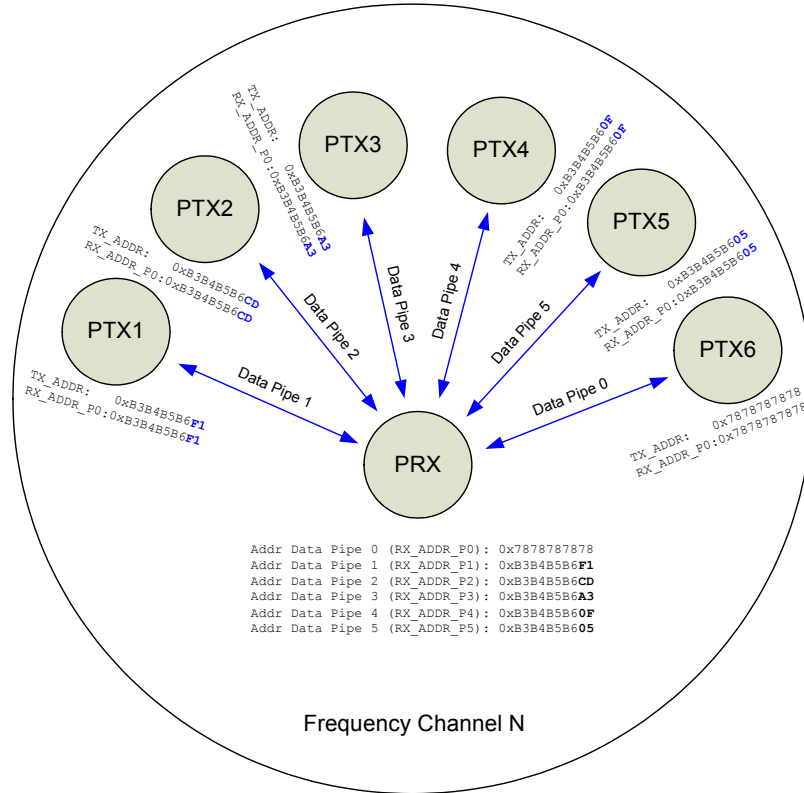 PTX3
PTX4
PTX2
PTX5
PTX1
PTX6
TX_ADDR: 0xB3B4B5B6A3
RX_ADDR_P0:0xB3B4B5B6A3
TX_ADDR: 0xB3B4B5B60F
RX_ADDR_P0:0xB3B4B5B60F
TX_ADDR: 0xB3B4B5B6CD
RX_ADDR_P0:0xB3B4B5B6CD
TX_ADDR: 0xB3B4B5B605
RX_ADDR_P0:0xB3B4B5B605
TX_ADDR: 0xB3B4B5B6F1
RX_ADDR_P0:0xB3B4B5B6F1
TX_ADDR: 0x7878787878
RX_ADDR_P0:0x7878787878
Data Pipe 1
Data Pipe 2
Data Pipe 3
Data Pipe 4
Data Pipe 5
Data Pipe 0
PRX
Addr Data Pipe 0 (RX_ADDR_P0): 0x7878787878
Addr Data Pipe 1 (RX_ADDR_P1): 0xB3B4B5B6F1
Addr Data Pipe 2 (RX_ADDR_P2): 0xB3B4B5B6CD
Addr Data Pipe 3 (RX_ADDR_P3): 0xB3B4B5B6A3
Addr Data Pipe 4 (RX_ADDR_P4): 0xB3B4B5B60F
Addr Data Pipe 5 (RX_ADDR_P5): 0xB3B4B5B605
Frequency Channel N